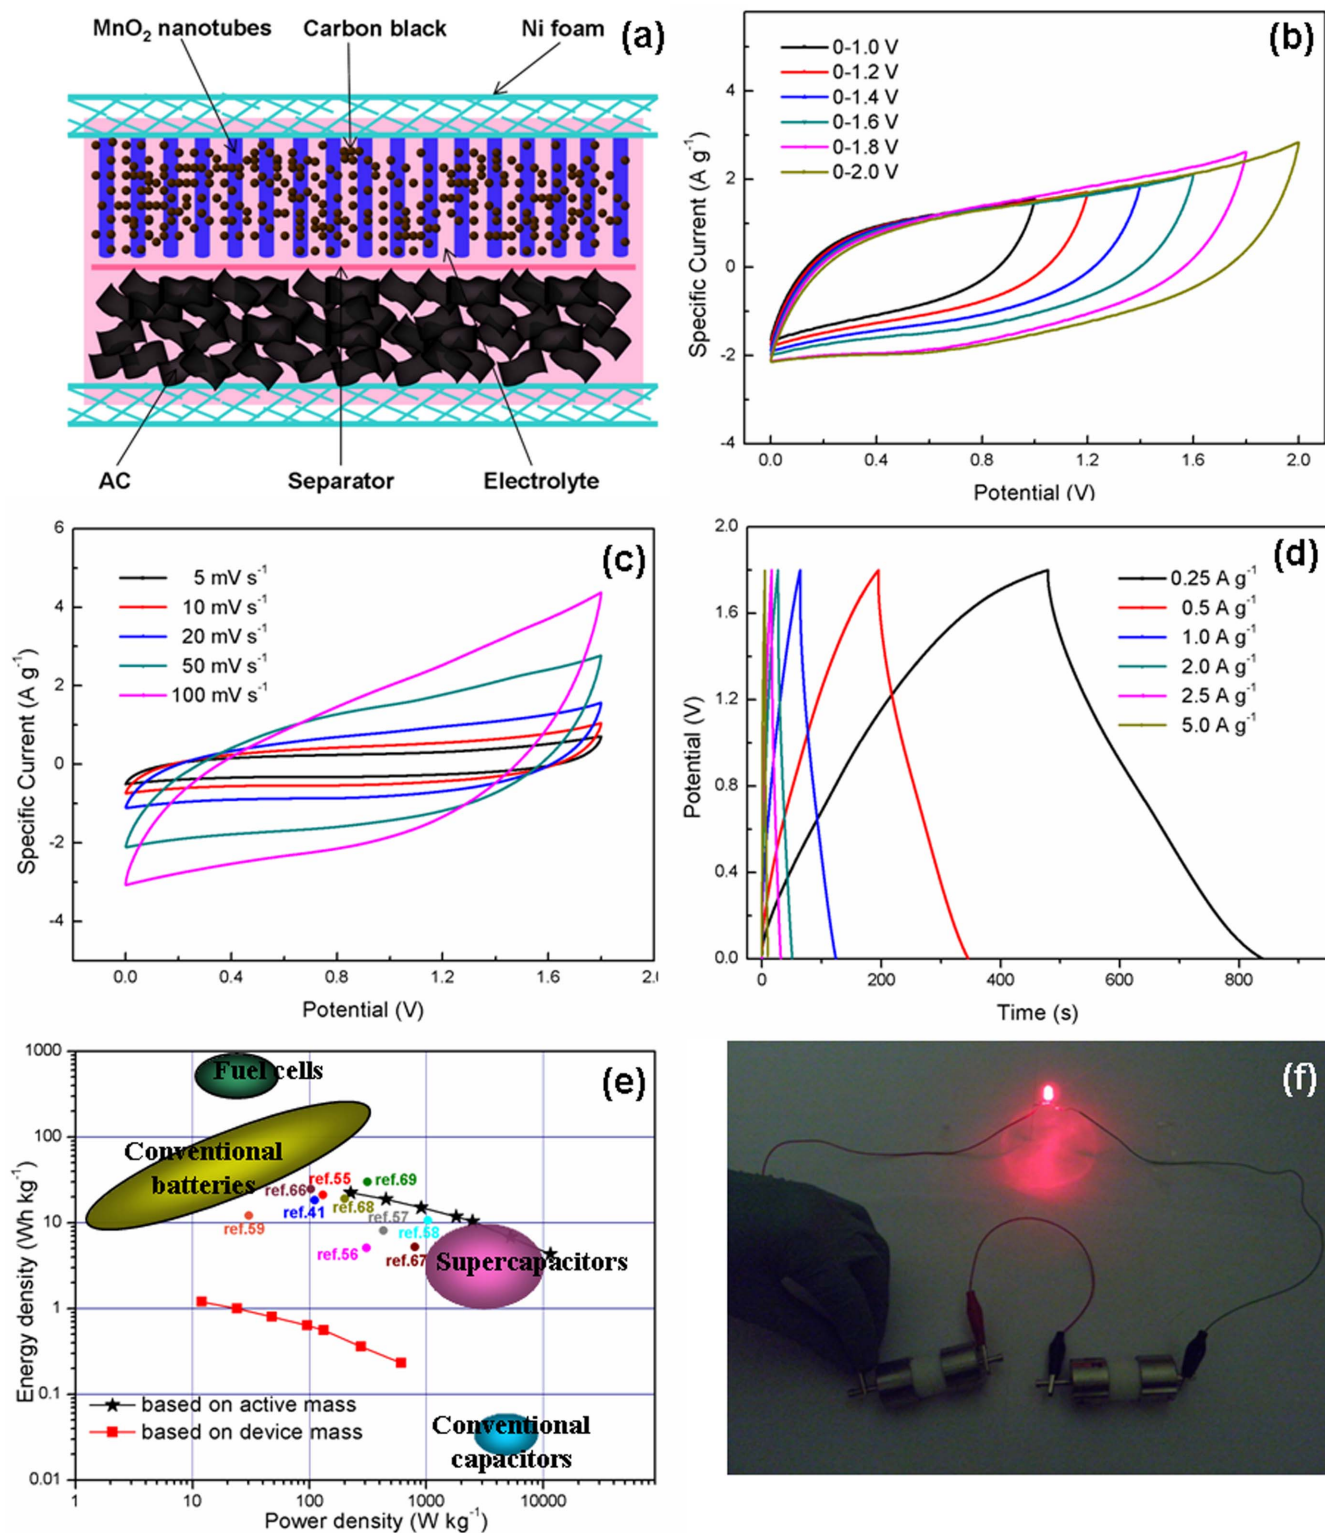 MnO₂ nanotubes Carbon black Ni foam (a)
AC Separator Electrolyte
(b)
0-1.0 V
0-1.2 V
0-1.4 V
0-1.6 V
0-1.8 V
0-2.0 V
Specific Current (A g⁻¹)
4
2
0
-2
-4
0.0 0.4 0.8 1.2 1.6 2.0
Potential (V)
(c)
5 mV s⁻¹
10 mV s⁻¹
20 mV s⁻¹
50 mV s⁻¹
100 mV s⁻¹
Specific Current (A g⁻¹)
6
4
2
0
-2
-4
0.0 0.4 0.8 1.2 1.6 2.0
Potential (V)
(d)
0.25 A g⁻¹
0.5 A g⁻¹
1.0 A g⁻¹
2.0 A g⁻¹
2.5 A g⁻¹
5.0 A g⁻¹
Potential (V)
2.0
1.6
1.2
0.8
0.4
0.0
0 200 400 600 800
Time (s)
(e)
Energy density (Wh kg⁻¹)
1000
100
10
1
0.1
0.01
Fuel cells
Conventional
batteries
ref.55
ref.69
ref.66
ref.41
ref.68
ref.59
ref.57
ref.58
ref.56
ref.67
Supercapacitors
based on active mass
based on device mass
Conventional
capacitors
1 10 100 1000 10000
Power density (W kg⁻¹)
(f)